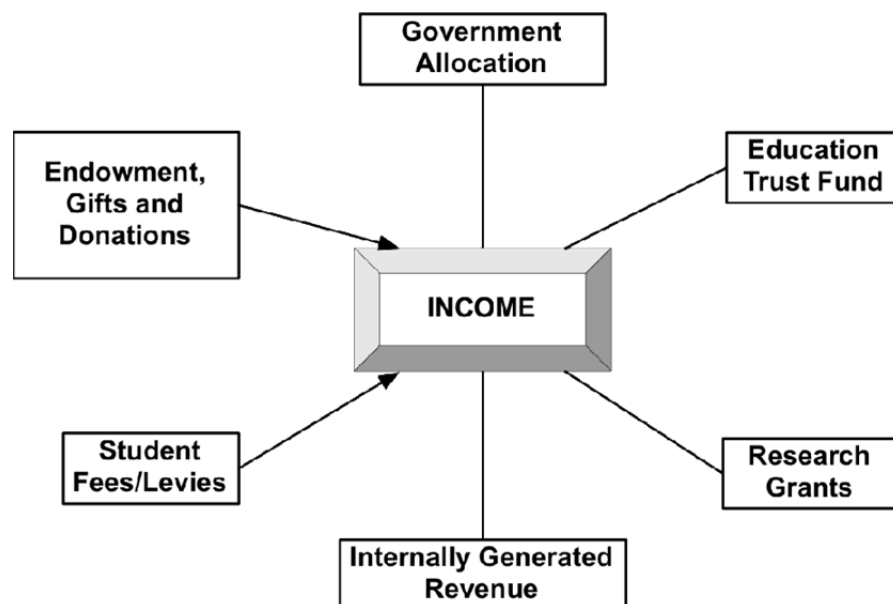 Government
Allocation
Education
Trust Fund
Endowment,
Gifts and
Donations
INCOME
Student
Fees/Levies
Research
Grants
Internally Generated
Revenue